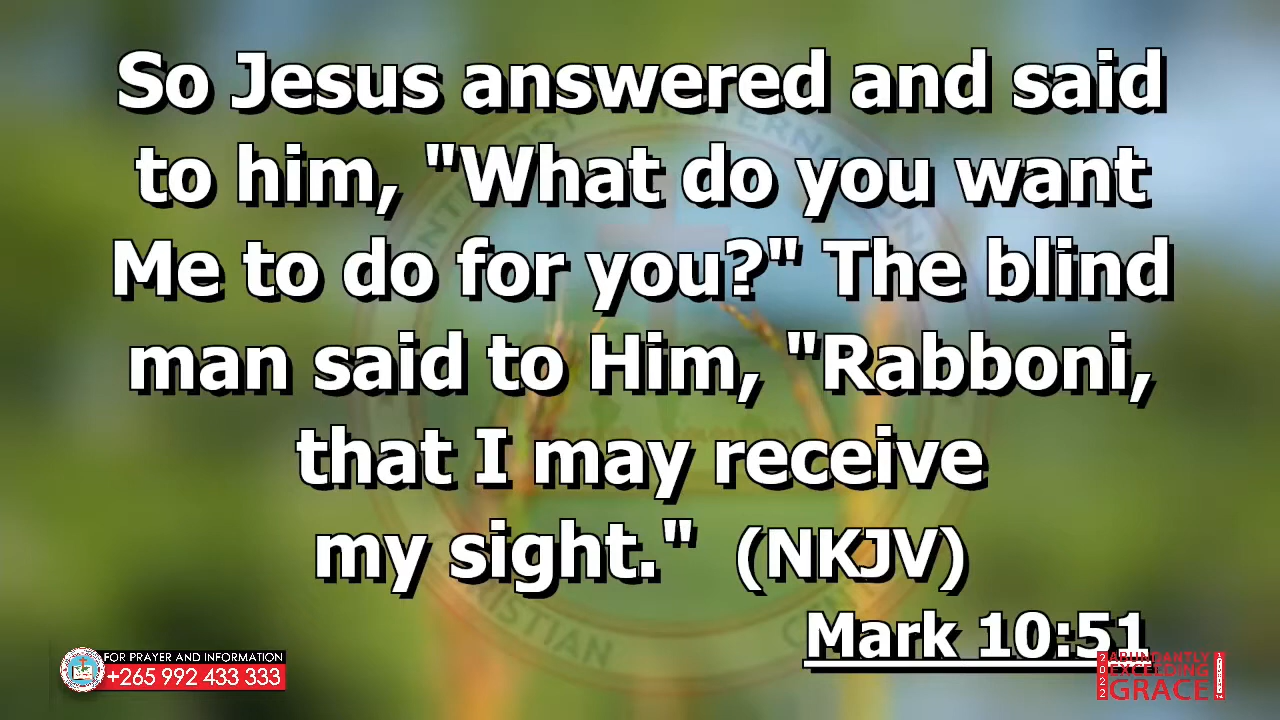 So Jesus answered and said
to him, "What do you want
Me to do for you?" The blind
man said to Him, "Rabboni,
that I may receive
my sight." (NKJV)
Mark 10:51
FOR PRAYER AND INFORMATION
+265 992 433 333
2022
ABUNDANTLY
EXCEEDING
GRACE